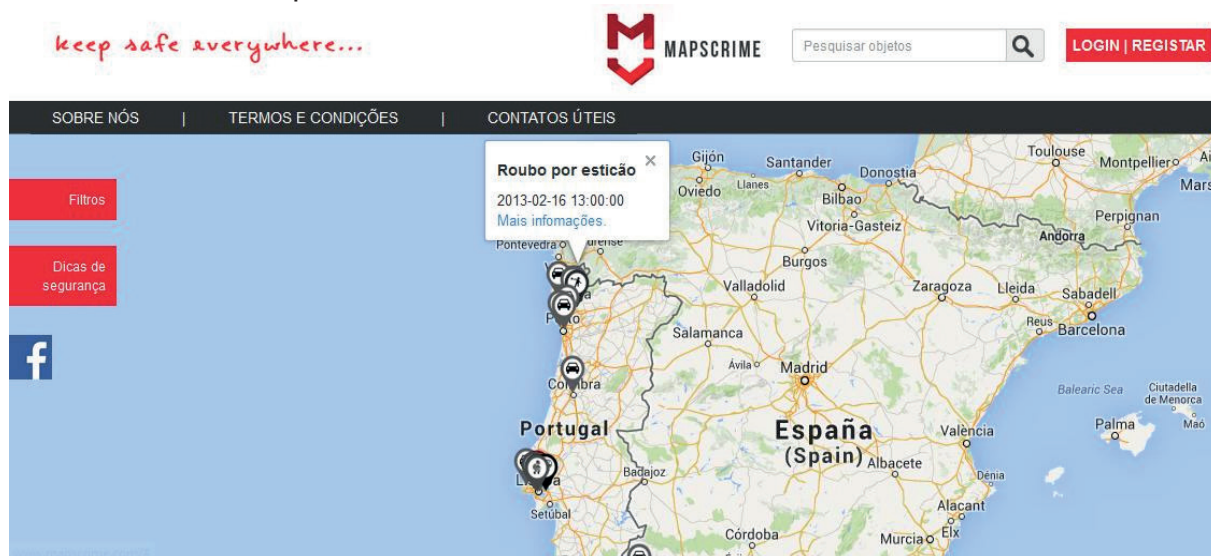 keep safe everywhere...
MAPSCRIME
Pesquisar objetos
LOGIN | REGISTAR
SOBRE NÓS | TERMOS E CONDIÇÕES | CONTATOS ÚTEIS
Roubo por esticão ×
2013-02-16 13:00:00
Mais infomações.
Filtros
Dicas de
segurança
f
Gijón
Santander
Donostia
Toulouse
Montpellier
Oviedo
Llanes
Bilbao
Vitoria-Gasteiz
Perpignan
Andorra
Pontevedra
Burgos
Valladolid
Zaragoza
Lleida
Sabadell
Reus
Barcelona
Salamanca
Ávila
Madrid
Balearic Sea
Ciutadella
de Menorca
Palma
Maó
Portugal
España
(Spain)
València
Albacete
Badajoz
Dénia
Setúbal
Alacant
Elx
Córdoba
Murcia